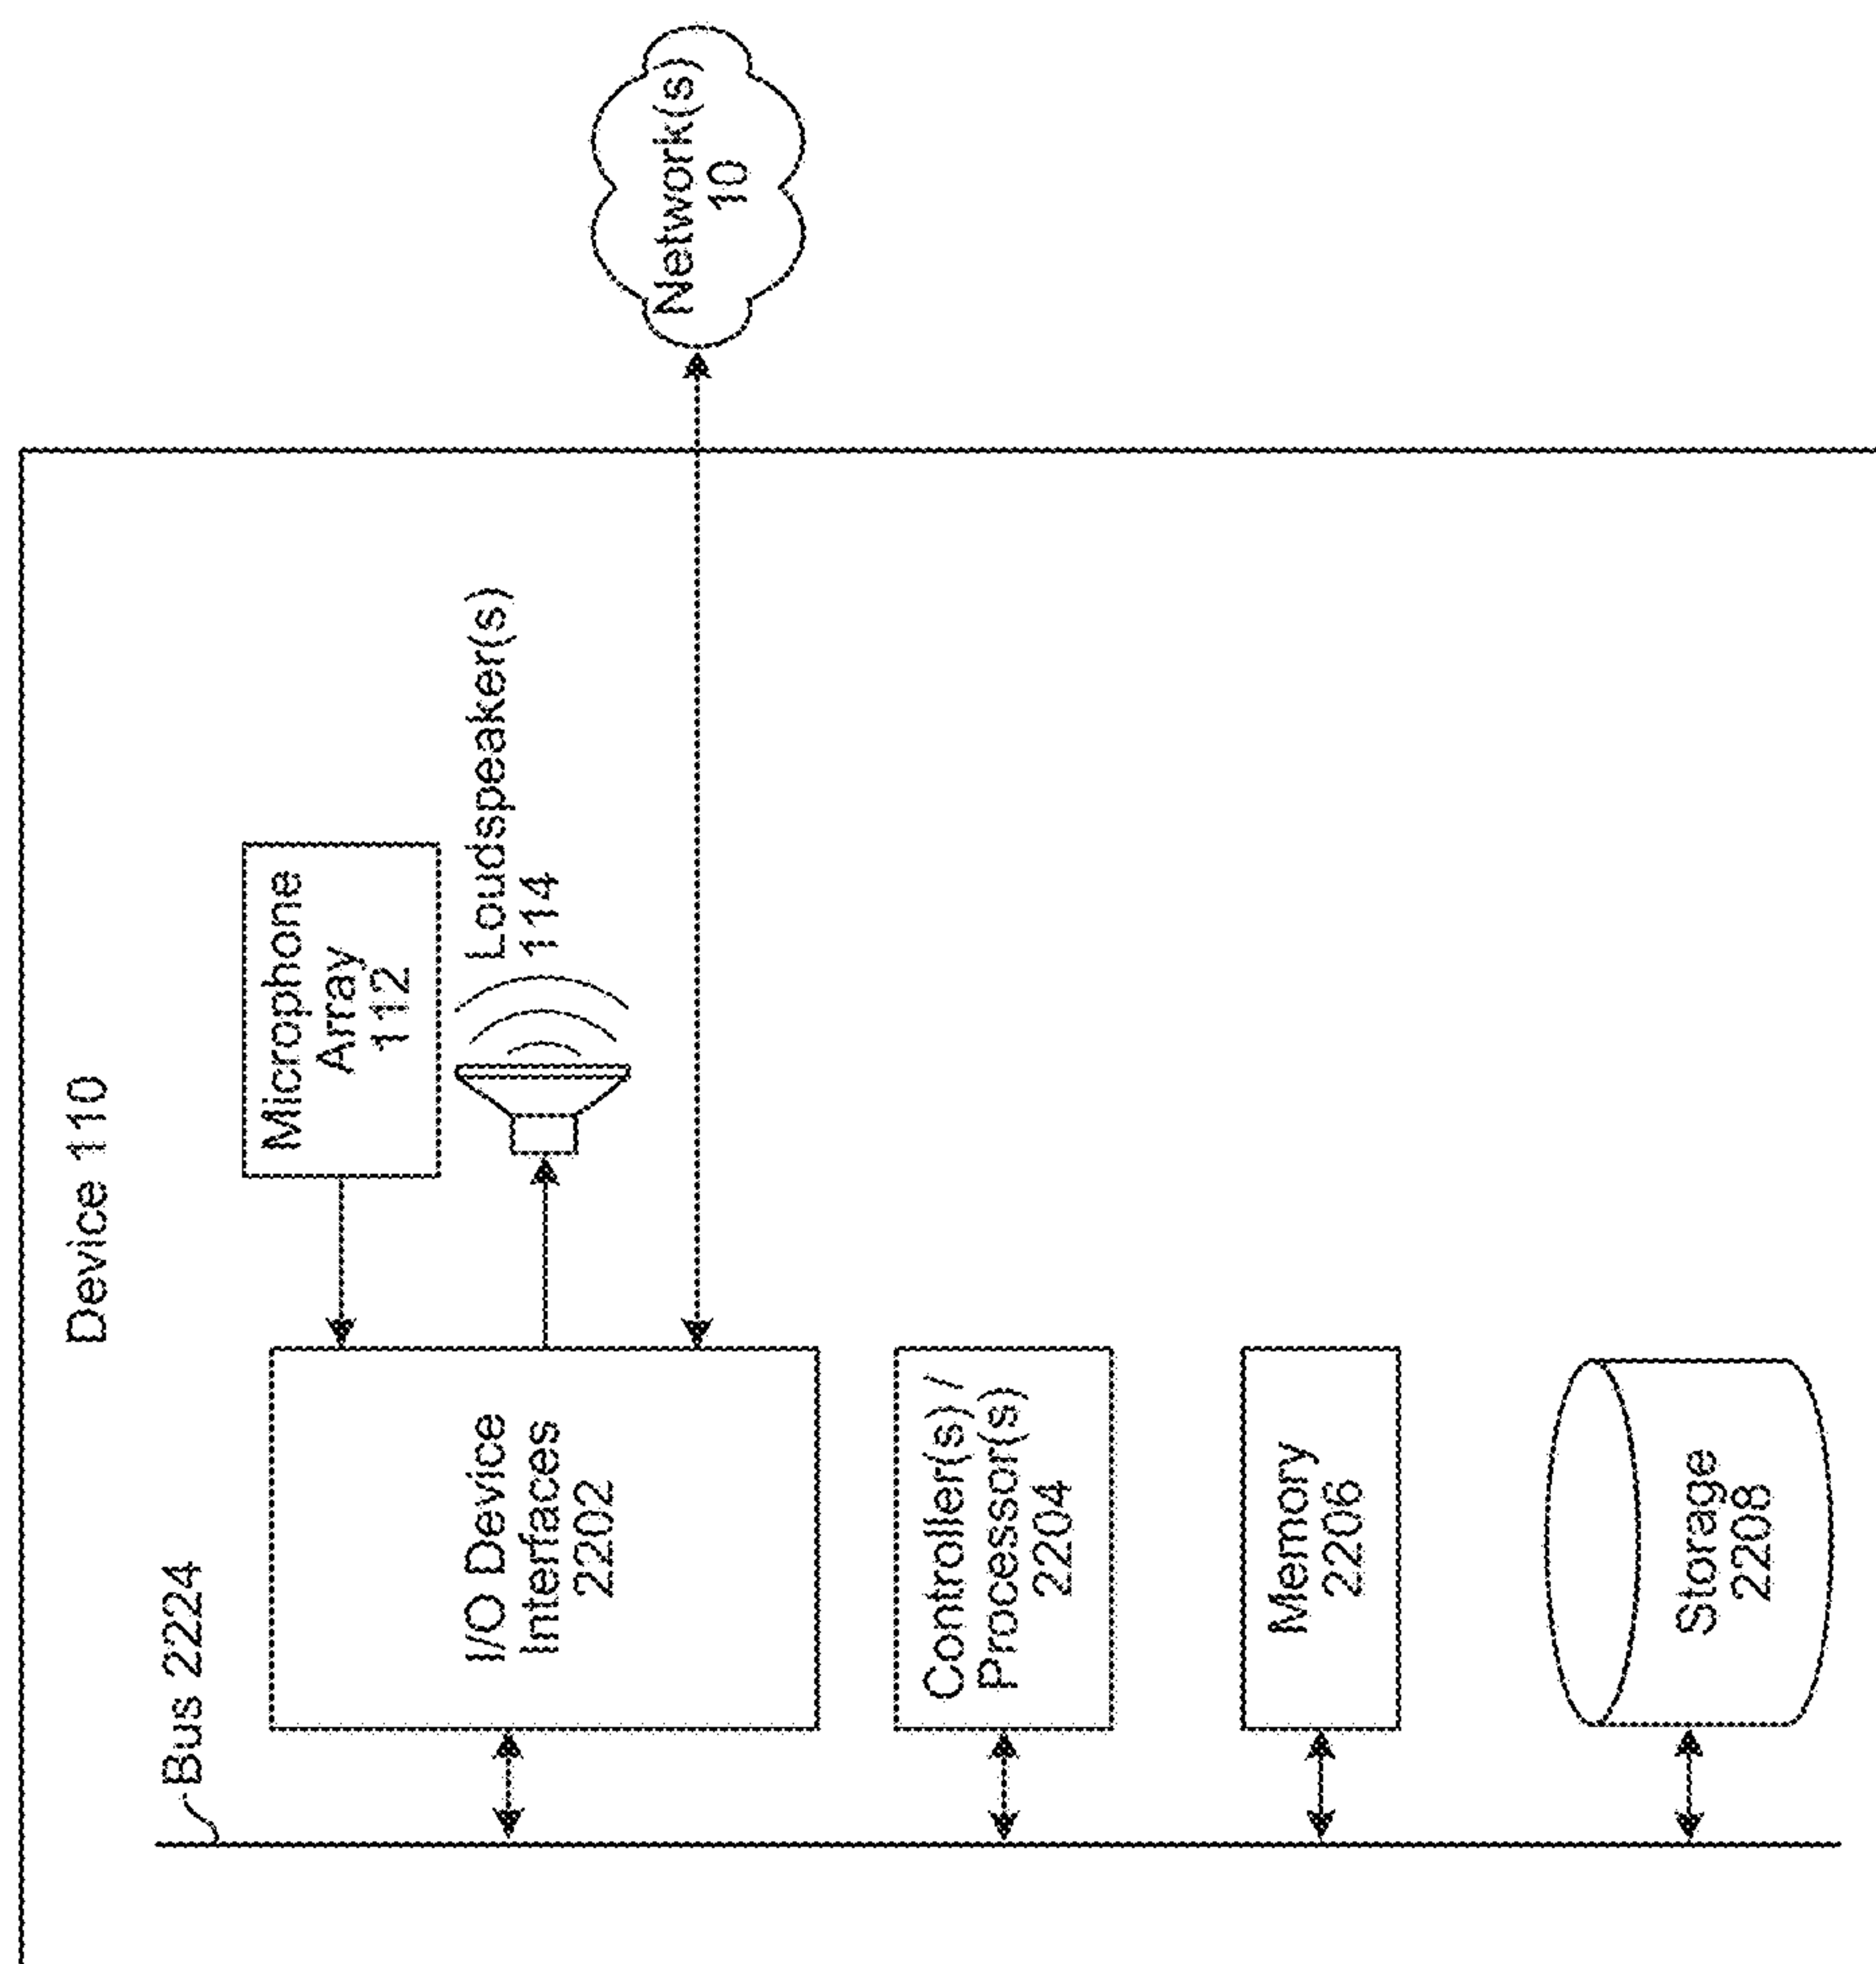 Device 110
Bus 2224
I/O Device
Interfaces
2202
Microphone
Array
112
Loudspeaker(s)
114
Network(s)
10
Controller(s) /
Processor(s)
2204
Memory
2206
Storage
2208